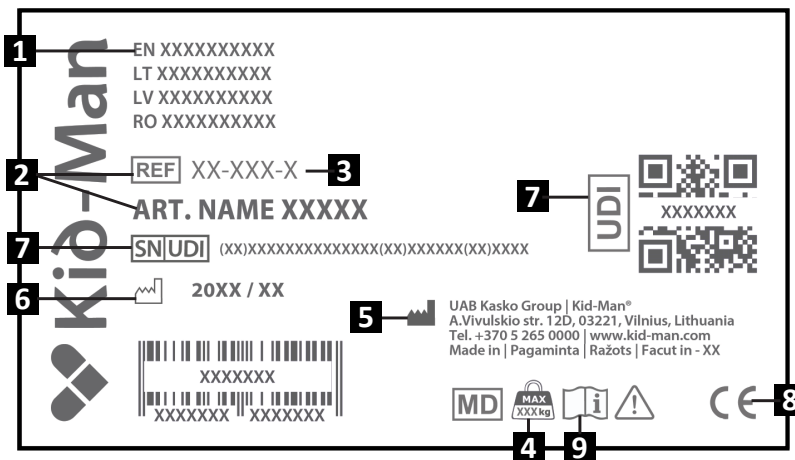 1
EN XXXXXXXXXX
LT XXXXXXXXXX
LV XXXXXXXXXX
RO XXXXXXXXXX
Kið-Man
2
REF XX-XXX-X
3
ART. NAME XXXXX
7
SN UDI (XX)XXXXXXXXXXXXXX(XX)XXXXXX(XX)XXXX
6
20XX / XX
XXXXXXX
XXXXXXX XXXXXXX
7
UDI
XXXXXXX
5
UAB Kasko Group | Kid-Man®
A.Vivulskio str. 12D, 03221, Vilnius, Lithuania
Tel. +370 5 265 0000 | www.kid-man.com
Made in | Pagaminta | Ražots | Facut in - XX
MD
MAX
XXX kg
i
!
CE
8
4
9